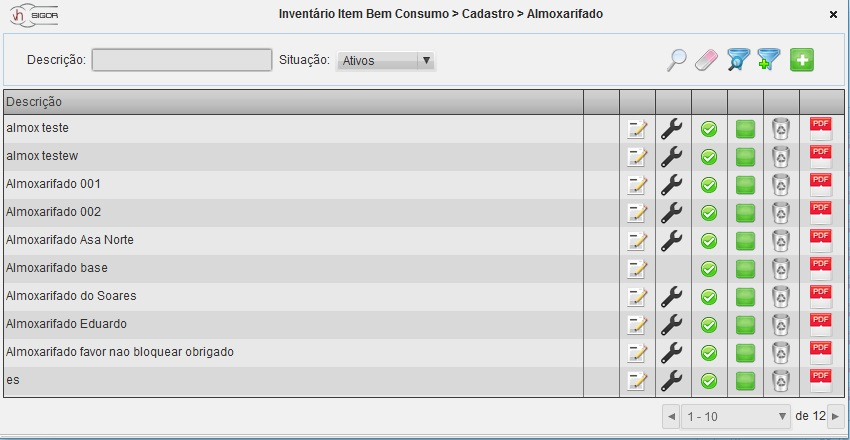 vh SIGOR
Inventário Item Bem Consumo > Cadastro > Almoxarifado
Descrição:
Situação: Ativos
Descrição
almox teste PDF
almox testew PDF
Almoxarifado 001 PDF
Almoxarifado 002 PDF
Almoxarifado Asa Norte PDF
Almoxarifado base PDF
Almoxarifado do Soares PDF
Almoxarifado Eduardo PDF
Almoxarifado favor nao bloquear obrigado PDF
es PDF
1 - 10 de 12